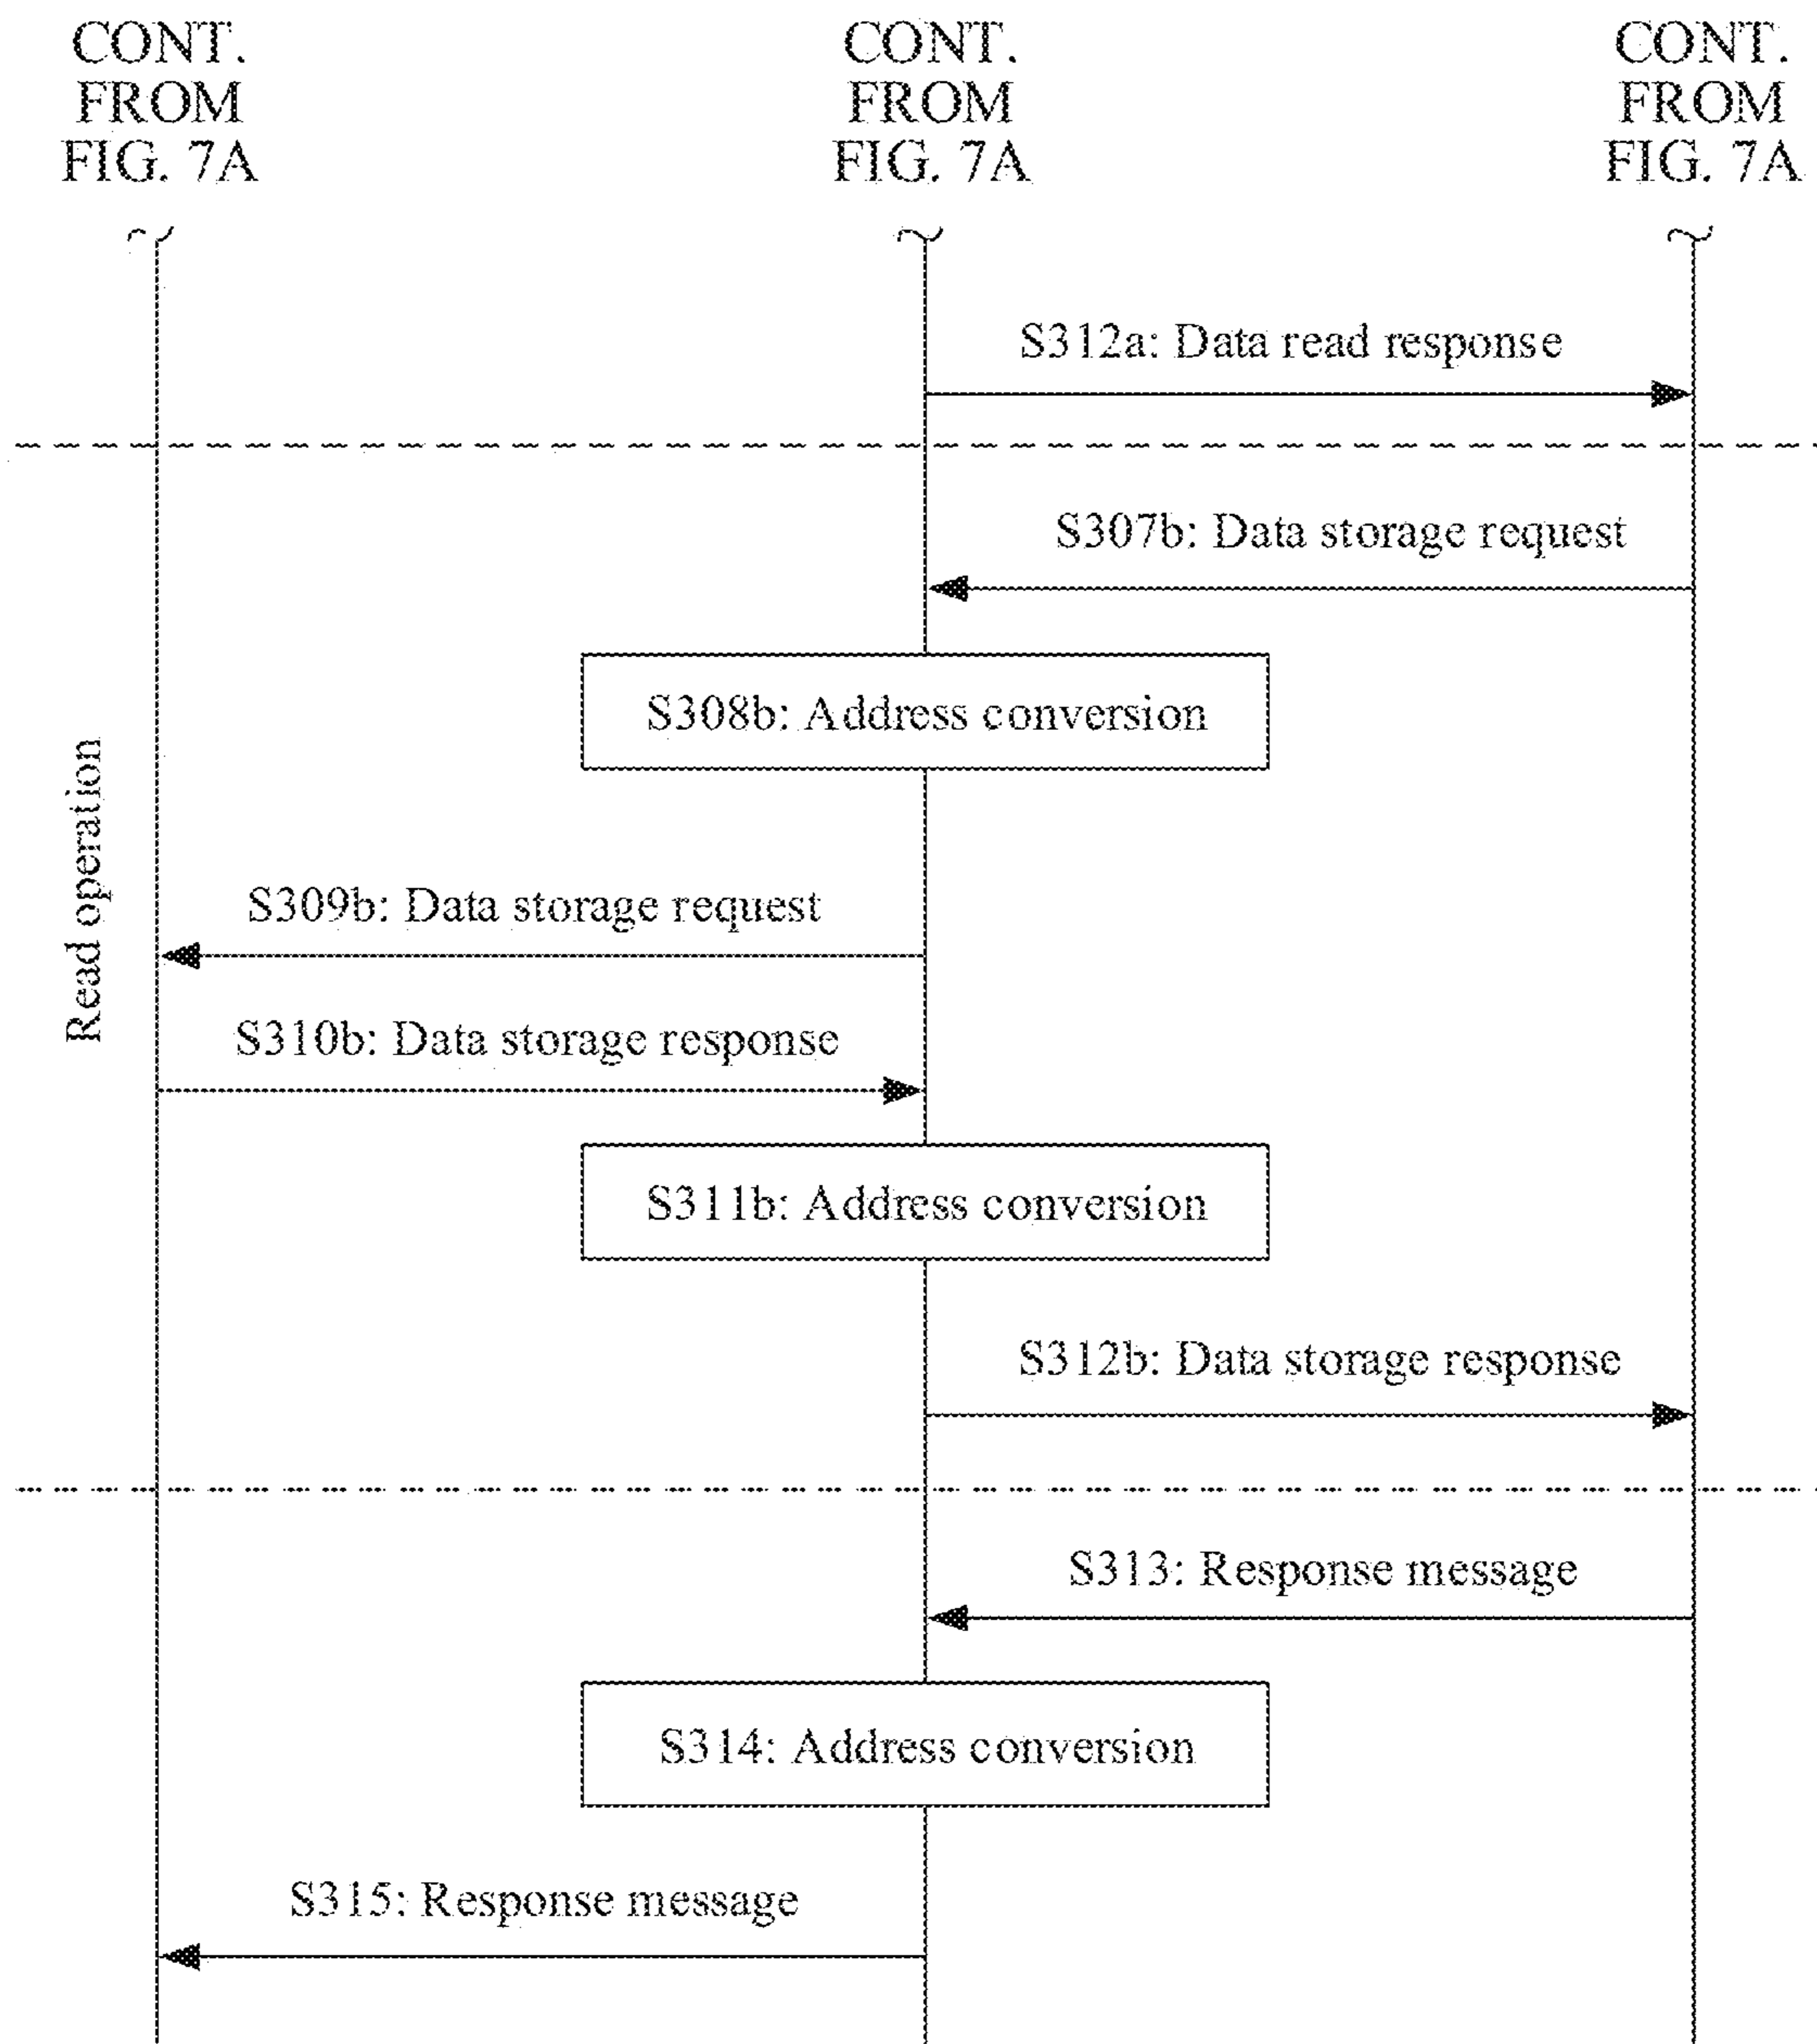 CONT.
FROM
FIG. 7A
CONT.
FROM
FIG. 7A
CONT.
FROM
FIG. 7A
S312a: Data read response
S307b: Data storage request
S308b: Address conversion
Read operation
S309b: Data storage request
S310b: Data storage response
S311b: Address conversion
S312b: Data storage response
S313: Response message
S314: Address conversion
S315: Response message